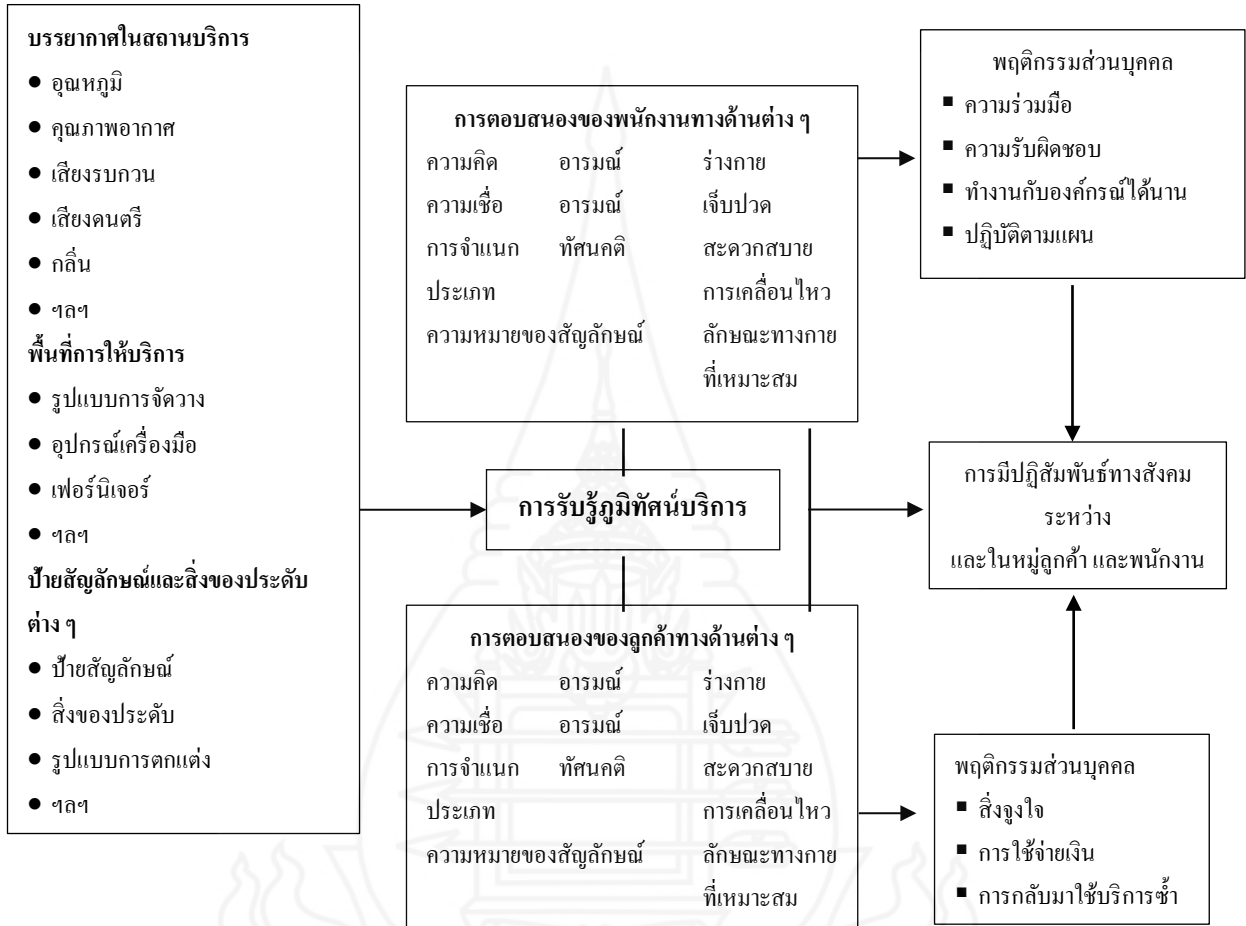 บรรยากาศในสถานบริการ
● อุณหภูมิ
● คุณภาพอากาศ
● เสียงรบกวน
● เสียงดนตรี
● กลิ่น
● ฯลฯ
พื้นที่การให้บริการ
● รูปแบบการจัดวาง
● อุปกรณ์เครื่องมือ
● เฟอร์นิเจอร์
● ฯลฯ
ป้ายสัญลักษณ์และสิ่งของประดับ
ต่าง ๆ
● ป้ายสัญลักษณ์
● สิ่งของประดับ
● รูปแบบการตกแต่ง
● ฯลฯ
การตอบสนองของพนักงานทางด้านต่าง ๆ
ความคิด อารมณ์ ร่างกาย
ความเชื่อ อารมณ์ เจ็บปวด
การจำแนก ทัศนคติ สะดวกสบาย
ประเภท การเคลื่อนไหว
ความหมายของสัญลักษณ์ ลักษณะทางกาย
ที่เหมาะสม
การรับรู้ภูมิทัศน์บริการ
การตอบสนองของลูกค้าทางด้านต่าง ๆ
ความคิด อารมณ์ ร่างกาย
ความเชื่อ อารมณ์ เจ็บปวด
การจำแนก ทัศนคติ สะดวกสบาย
ประเภท การเคลื่อนไหว
ความหมายของสัญลักษณ์ ลักษณะทางกาย
ที่เหมาะสม
พฤติกรรมส่วนบุคคล
▪ ความร่วมมือ
▪ ความรับผิดชอบ
▪ ทำงานกับองค์กรณ์ได้นาน
▪ ปฏิบัติตามแผน
การมีปฏิสัมพันธ์ทางสังคม
ระหว่าง
และในหมู่ลูกค้า และพนักงาน
พฤติกรรมส่วนบุคคล
▪ สิ่งจูงใจ
▪ การใช้จ่ายเงิน
▪ การกลับมาใช้บริการซ้ำ